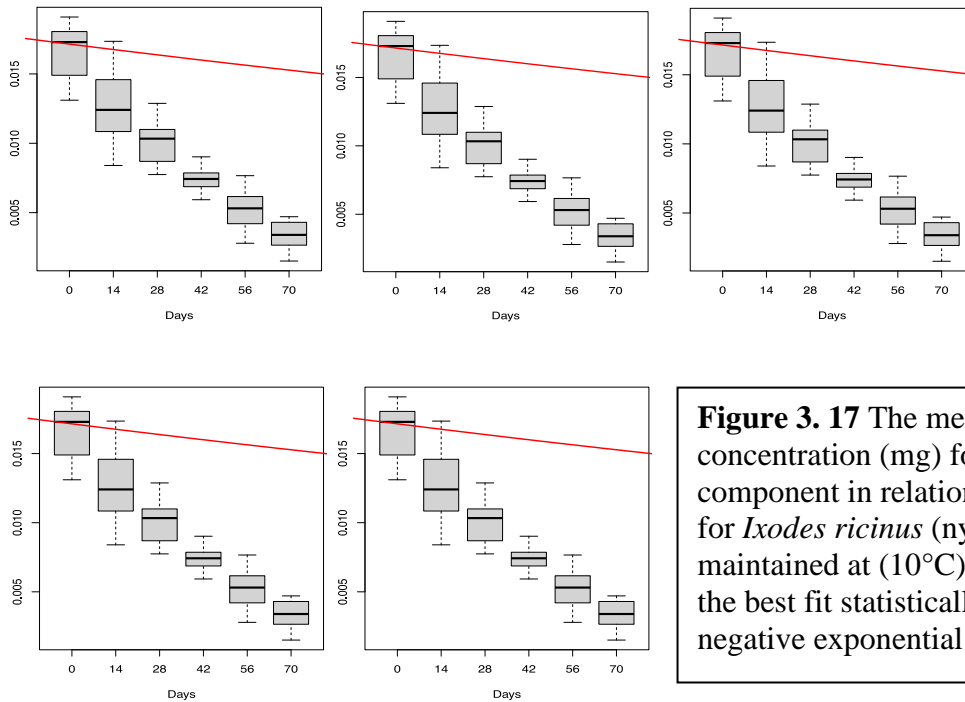 0.005 0.010 0.015
0 14 28 42 56 70
Days
0.005 0.010 0.015
0 14 28 42 56 70
Days
0.005 0.010 0.015
0 14 28 42 56 70
Days
0.005 0.010 0.015
0 14 28 42 56 70
Days
0.005 0.010 0.015
0 14 28 42 56 70
Days
Figure 3. 17 The me
concentration (mg) fo
component in relation
for Ixodes ricinus (ny
maintained at (10°C)
the best fit statistical
negative exponential